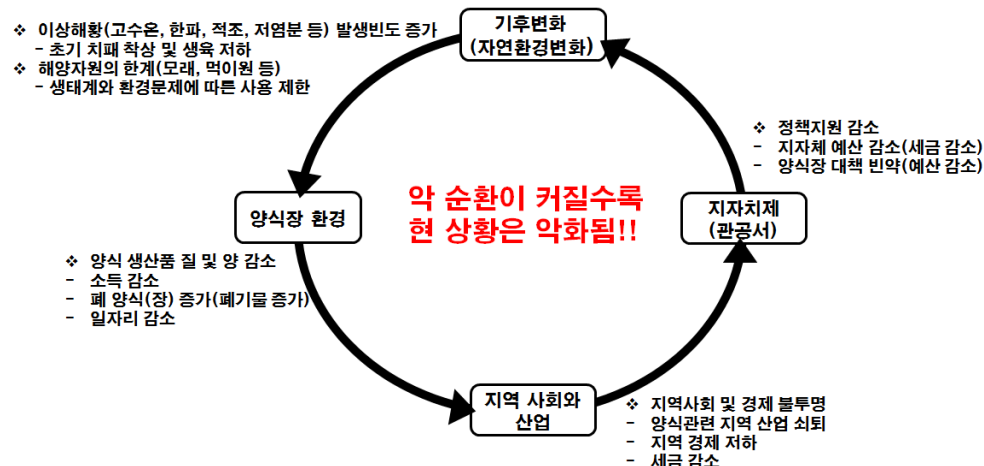 기후변화
(자연환경변화)
❖ 이상해황(고수온, 한파, 적조, 저염분 등) 발생빈도 증가
– 초기 치패 착상 및 생육 저하
❖ 해양자원의 한계(모래, 먹이원 등)
– 생태계와 환경문제에 따른 사용 제한
❖ 정책지원 감소
– 지자체 예산 감소(세금 감소)
– 양식장 대책 빈약(예산 감소)
양식장 환경
악 순환이 커질수록
현 상황은 악화됨!!
지자치제
(관공서)
❖ 양식 생산품 질 및 양 감소
– 소득 감소
– 폐 양식(장) 증가(폐기물 증가)
– 일자리 감소
지역 사회와
산업
❖ 지역사회 및 경제 불투명
– 양식관련 지역 산업 쇠퇴
– 지역 경제 저하
– 세금 감소